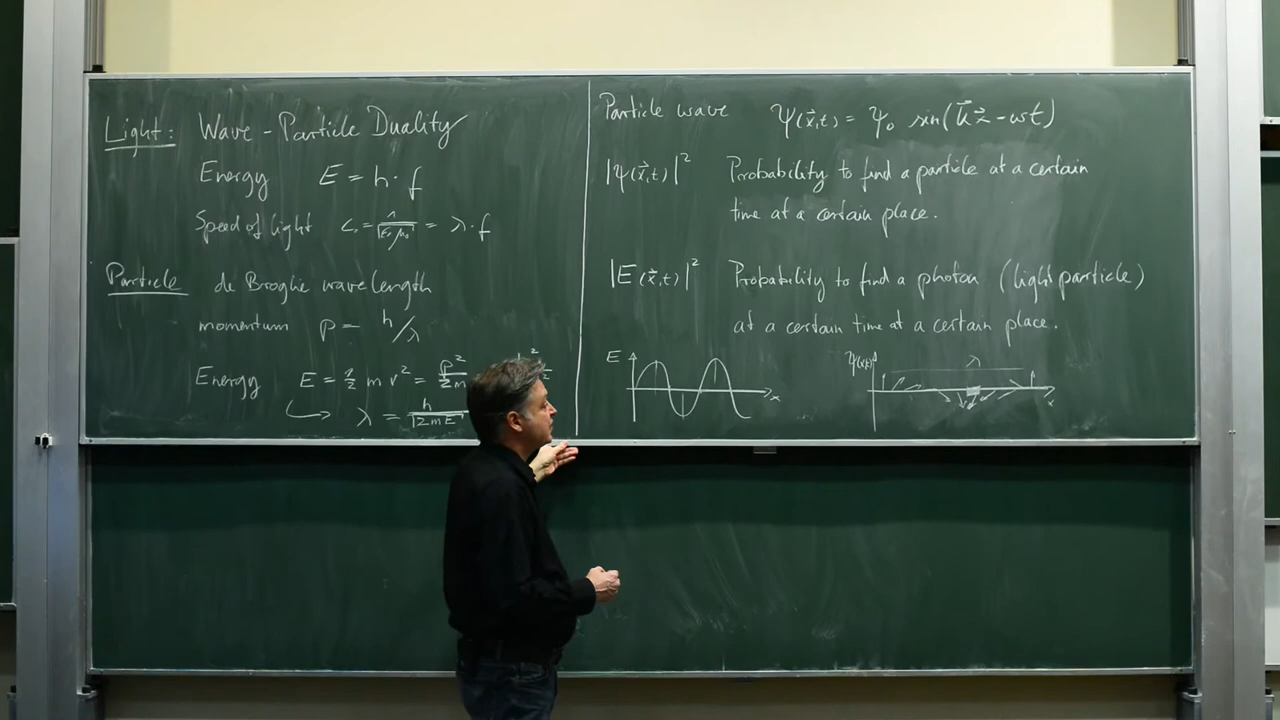 Light: Wave - Particle Duality
Energy E = h · f
Speed of light c = 1/√(ε₀ μ₀) = λ · f
Particle de Broglie wavelength
momentum p = h/λ
Energy E = 1/2 m v² = p²/2m
↳ λ = h/√(2mE)
Particle wave ψ(x⃗,t) = ψ₀ sin(k⃗x⃗ - ωt)
|ψ(x⃗,t)|² Probability to find a particle at a certain
time at a certain place.
|E(x⃗,t)|² Probability to find a photon (light particle)
at a certain time at a certain place.
E x
ψ(x,t) λ x